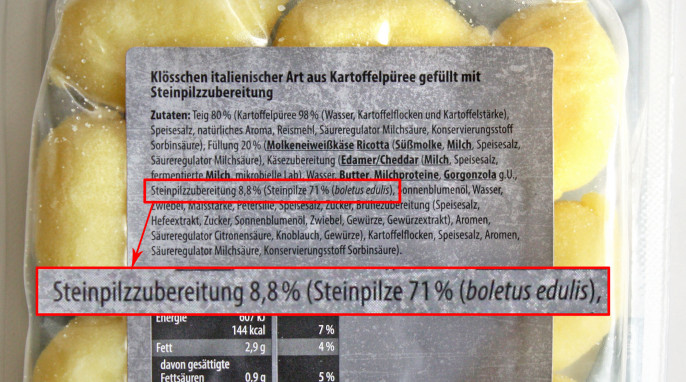 Klösschen italienischer Art aus Kartoffelpüree gefüllt mit
Steinpilzzubereitung
Zutaten: Teig 80% (Kartoffelpüree 98% (Wasser, Kartoffelflocken und Kartoffelstärke),
Speisesalz, natürliches Aroma, Reismehl, Säureregulator Milchsäure, Konservierungsstoff
Sorbinsäure), Füllung 20% (Molkeneiweißkäse Ricotta (Süßmolke, Milch, Speisesalz,
Säureregulator Milchsäure), Käsezubereitung (Edamer/Cheddar (Milch, Speisesalz,
fermentierte Milch, mikrobielle Lab), Wasser, Butter, Milchproteine, Gorgonzola g.U.,
Steinpilzzubereitung 8,8% (Steinpilze 71% (boletus edulis), Sonnenblumenöl, Wasser,
Zwiebel, Maisstärke, Petersilie, Speisesalz, Zucker, Brühezubereitung (Speisesalz,
Hefeextrakt, Zucker, Sonnenblumenöl, Zwiebel, Gewürze, Gewürzextrakt), Aromen,
Säureregulator Citronensäure, Knoblauch, Gewürze), Kartoffelflocken, Speisesalz, Aromen,
Säureregulator Milchsäure, Konservierungsstoff Sorbinsäure).
Steinpilzzubereitung 8,8% (Steinpilze 71% (boletus edulis),
Energie 607 kJ
144 kcal 7%
Fett 2,9 g 4%
davon gesättigte
Fettsäuren 0,9 g 5%